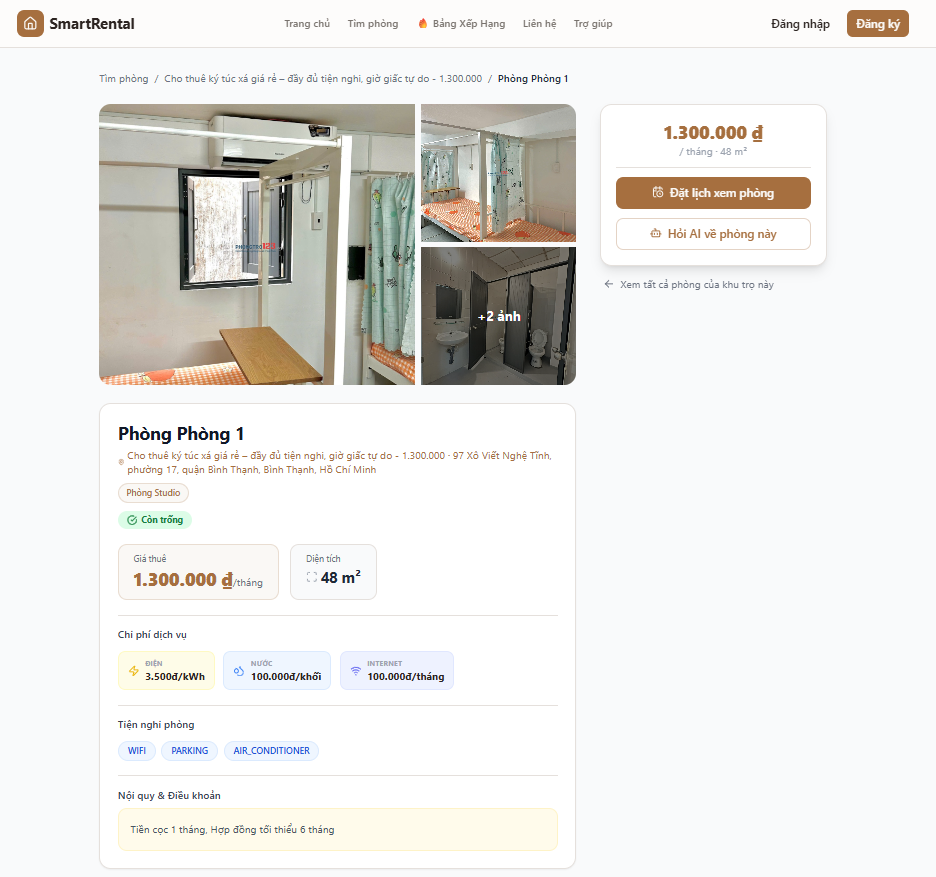 SmartRental
Trang chủ
Tìm phòng
Bảng Xếp Hạng
Liên hệ
Trợ giúp
Đăng nhập
Đăng ký
Tìm phòng / Cho thuê ký túc xá giá rẻ – đầy đủ tiện nghi, giờ giấc tự do - 1.300.000 / Phòng Phòng 1
PHONGTRO123
+2 ảnh
1.300.000 ₫
/ tháng · 48 m²
Đặt lịch xem phòng
Hỏi AI về phòng này
← Xem tất cả phòng của khu trọ này
Phòng Phòng 1
Cho thuê ký túc xá giá rẻ – đầy đủ tiện nghi, giờ giấc tự do - 1.300.000 · 97 Xô Viết Nghệ Tĩnh,
phường 17, quận Bình Thạnh, Bình Thạnh, Hồ Chí Minh
Phòng Studio
Còn trống
Giá thuê
1.300.000 ₫/tháng
Diện tích
48 m²
Chi phí dịch vụ
ĐIỆN
3.500đ/kWh
NƯỚC
100.000đ/khối
INTERNET
100.000đ/tháng
Tiện nghi phòng
WIFI
PARKING
AIR_CONDITIONER
Nội quy & Điều khoản
Tiền cọc 1 tháng, Hợp đồng tối thiểu 6 tháng